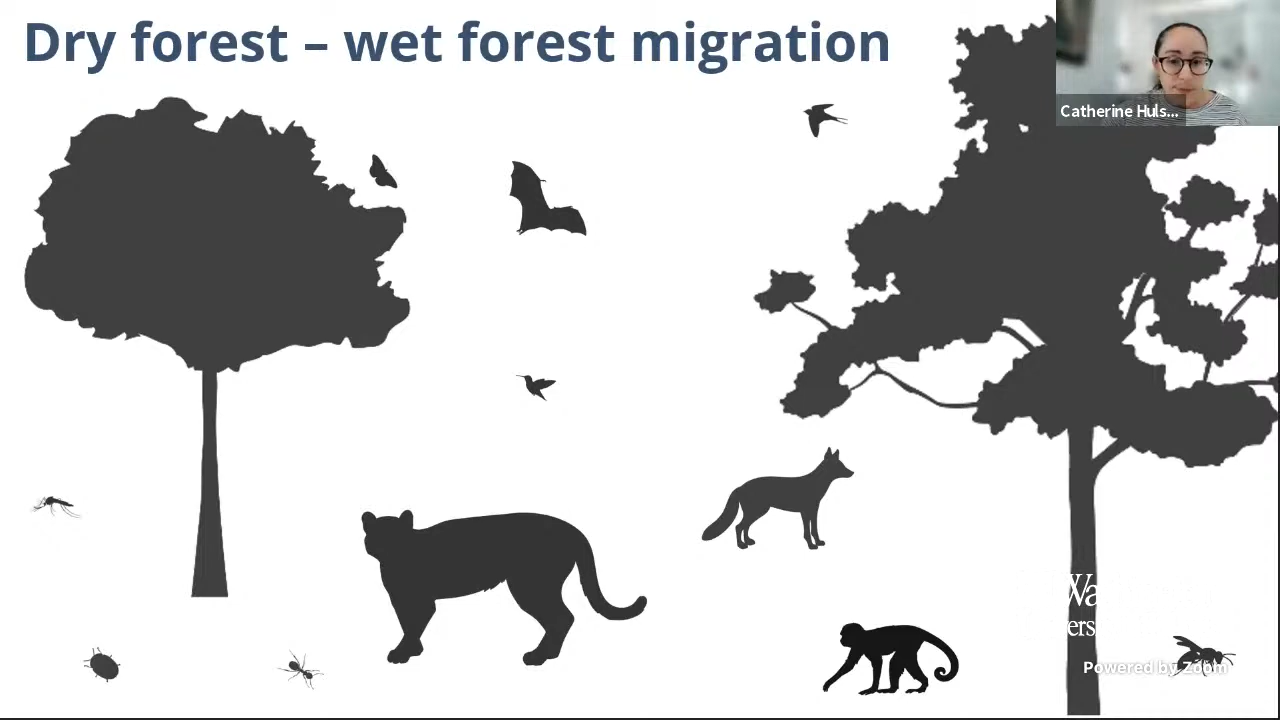 Dry forest – wet forest migration
Catherine Huls...
Powered by Zoom